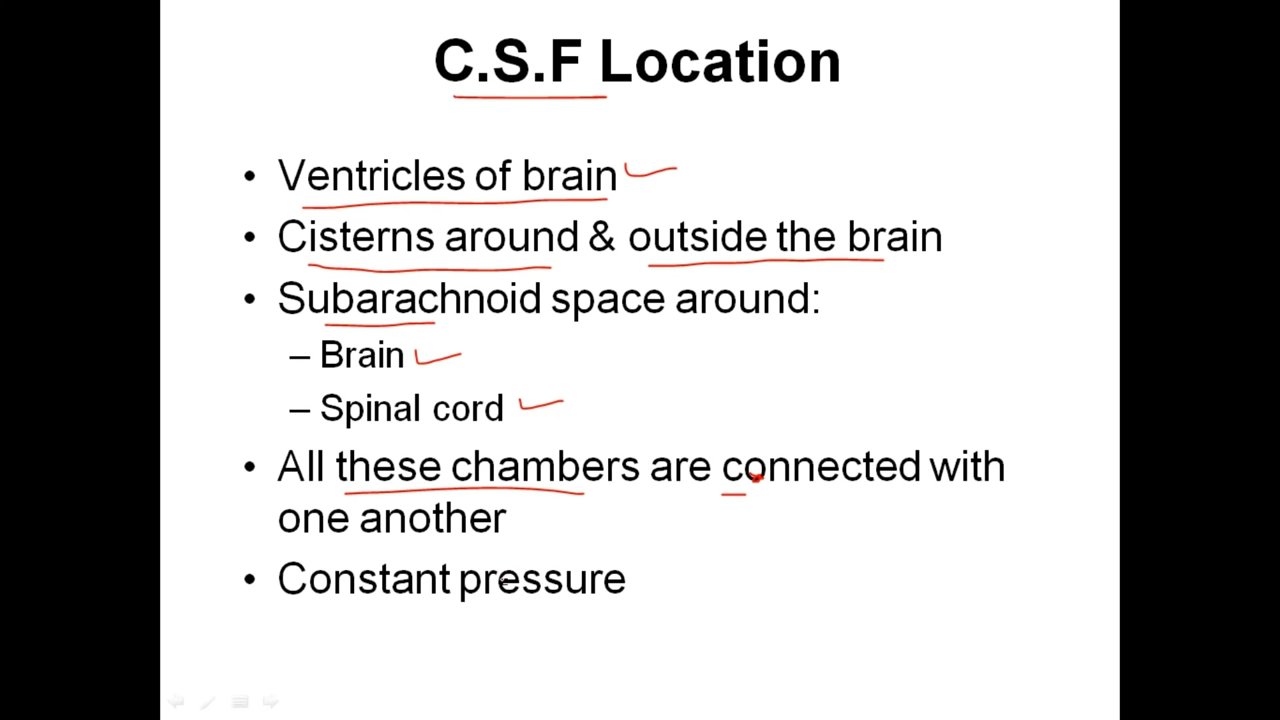 C.S.F Location
• Ventricles of brain
• Cisterns around & outside the brain
• Subarachnoid space around:
– Brain
– Spinal cord
• All these chambers are connected with
one another
• Constant pressure